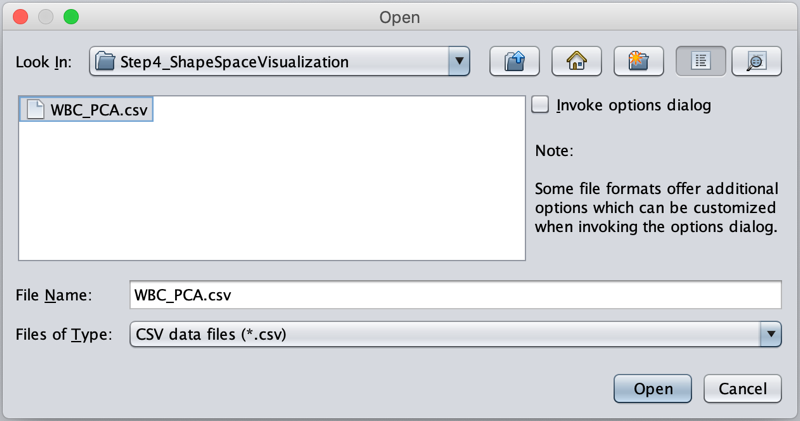 Open
Look In: Step4_ShapeSpaceVisualization
WBC_PCA.csv
Invoke options dialog
Note:
Some file formats offer additional
options which can be customized
when invoking the options dialog.
File Name: WBC_PCA.csv
Files of Type: CSV data files (*.csv)
Open Cancel